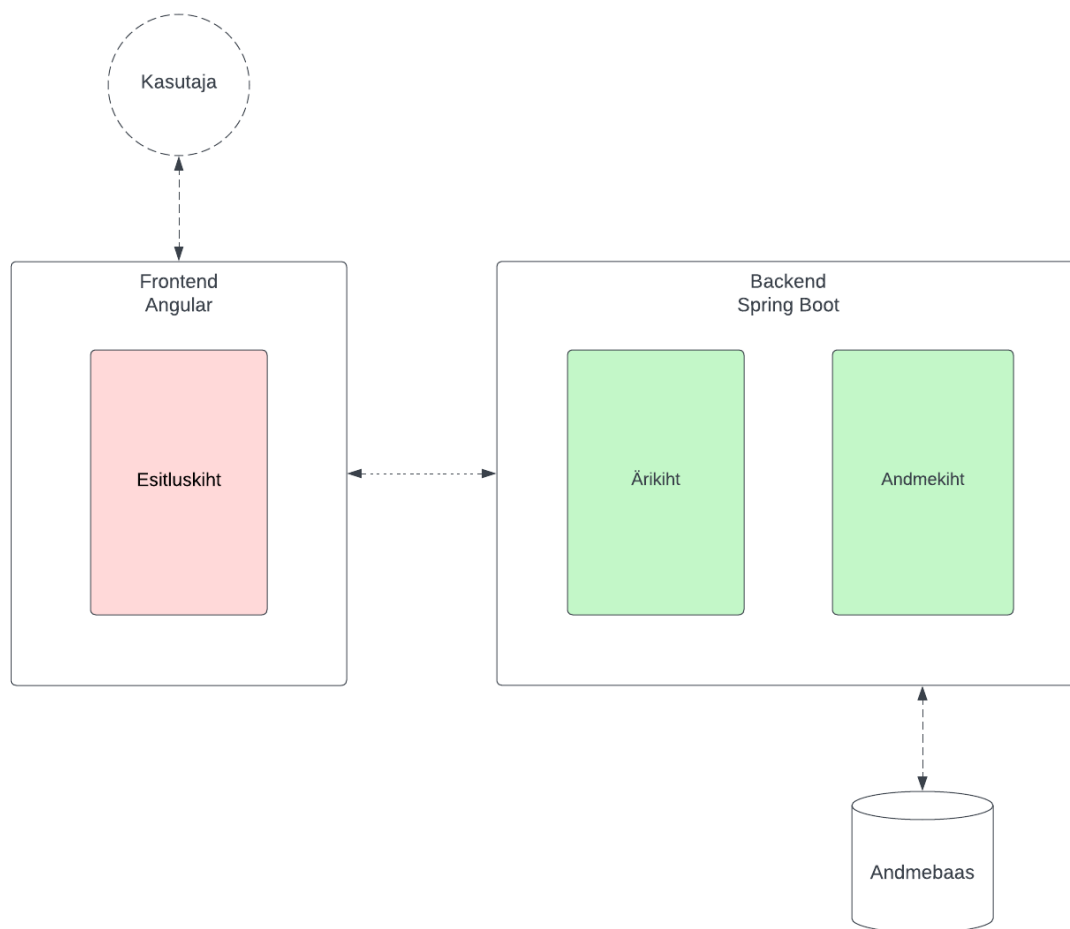 Kasutaja
Frontend
Angular
Esitluskiht
Backend
Spring Boot
Ärikiht
Andmekiht
Andmebaas